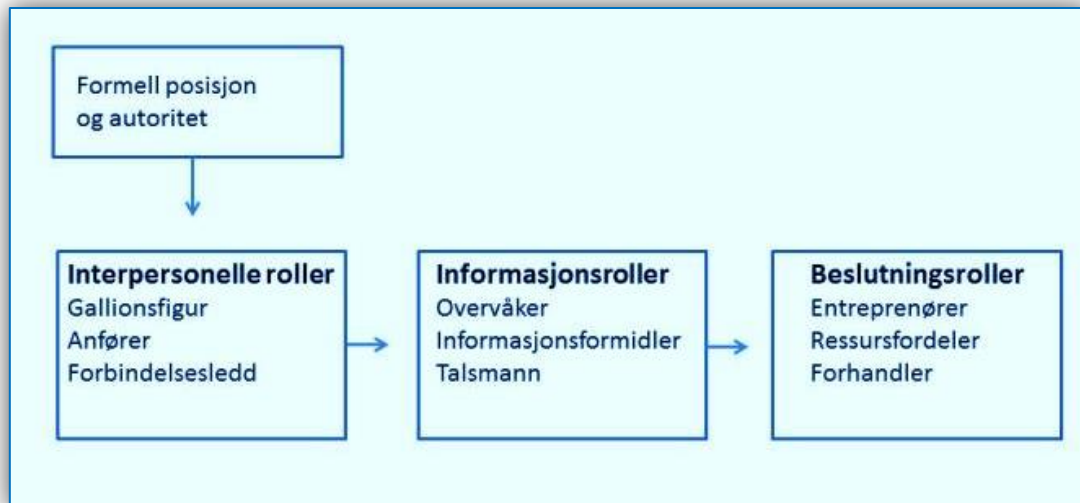 Formell posisjon
og autoritet
Interpersonelle roller
Gallionsfigur
Anfører
Forbindelsesledd
Informasjonsroller
Overvåker
Informasjonsformidler
Talsmann
Beslutningsroller
Entreprenører
Ressursfordeler
Forhandler